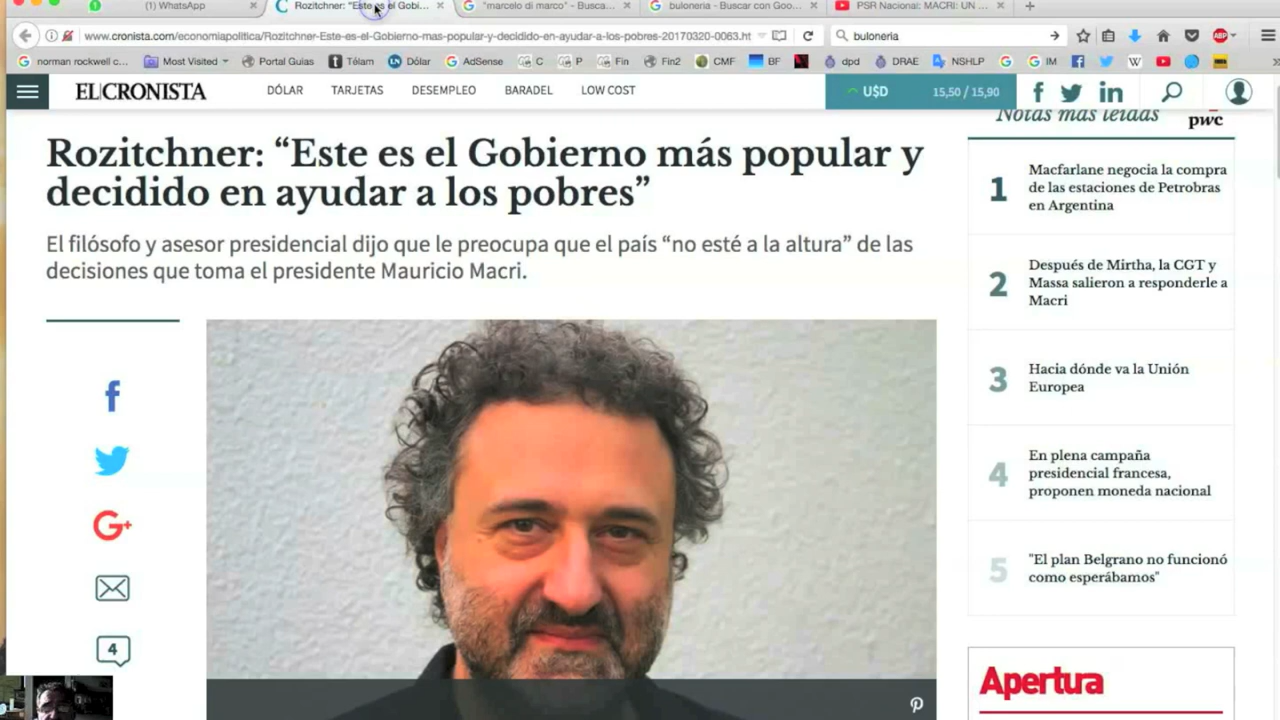 (1) WhatsApp
Rozitchner: "Este es el Gobi...
"marcelo di marco" - Busca...
buloneria - Buscar con Goo...
PSR Nacional: MACRI: UN ...
www.cronista.com/economiapolitica/Rozitchner-Este-es-el-Gobierno-mas-popular-y-decidido-en-ayudar-a-los-pobres-20170320-0063.ht
buloneria
ABP
norman rockwell c...
Most Visited
Portal Guias
Télam
Dólar
AdSense
C
P
Fin
Fin2
CMF
BF
dpd
DRAE
NSHLP
IM
EL CRONISTA
DÓLAR
TARJETAS
DESEMPLEO
BARADEL
LOW COST
U$D
15,50 / 15,90
Rozitchner: “Este es el Gobierno más popular y
decidido en ayudar a los pobres”
El filósofo y asesor presidencial dijo que le preocupa que el país “no esté a la altura” de las
decisiones que toma el presidente Mauricio Macri.
4
Notas más leídas
pwc
1
Macfarlane negocia la compra
de las estaciones de Petrobras
en Argentina
2
Después de Mirtha, la CGT y
Massa salieron a responderle a
Macri
3
Hacia dónde va la Unión
Europea
4
En plena campaña
presidencial francesa,
proponen moneda nacional
5
"El plan Belgrano no funcionó
como esperábamos"
Apertura